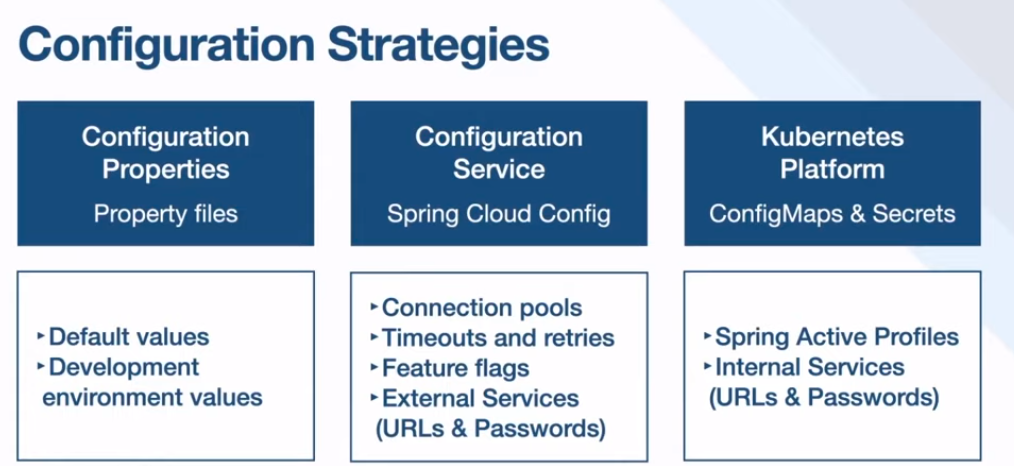 Configuration Strategies
Configuration
Properties
Property files
Configuration
Service
Spring Cloud Config
Kubernetes
Platform
ConfigMaps & Secrets
‣Default values
‣Development
environment values
‣Connection pools
‣Timeouts and retries
‣Feature flags
‣External Services
(URLs & Passwords)
‣Spring Active Profiles
‣Internal Services
(URLs & Passwords)